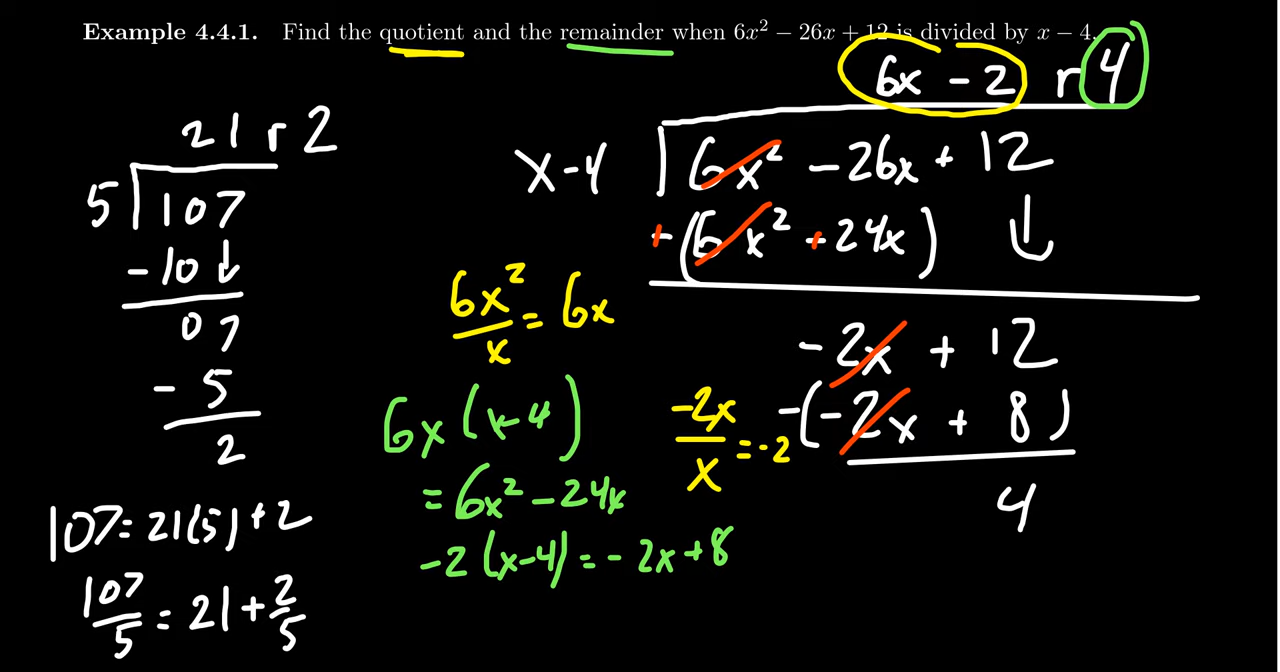 Example 4.4.1. Find the quotient and the remainder when 6x² − 26x + 12 is divided by x − 4.
6x - 2 r 4
21 r 2
x-4 6x² - 26x + 12
5 107
+ (6x² + 24x)
- 10
6x²/x = 6x
07
-2x + 12
- 5
6x(x-4)
-2x/x = -2
-(-2x + 8)
2
= 6x² - 24x
4
107 = 21(5) + 2
-2(x-4) = -2x + 8
107/5 = 21 + 2/5